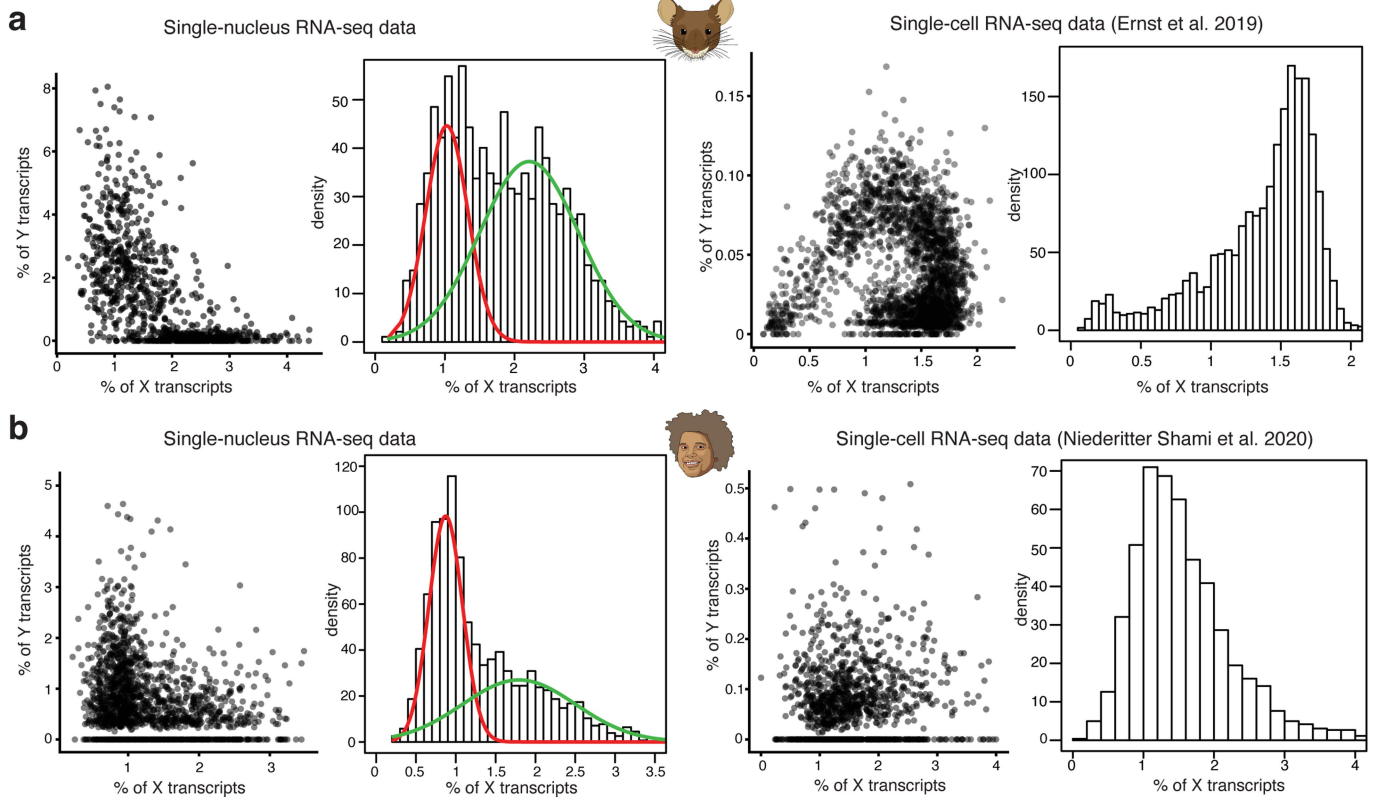 a
Single-nucleus RNA-seq data
Single-cell RNA-seq data (Ernst et al. 2019)
% of Y transcripts
8
6
4
2
0
0 1 2 3 4
% of X transcripts
density
50
40
30
20
10
0
0 1 2 3 4
% of X transcripts
% of Y transcripts
0.15
0.10
0.05
0
0 0.5 1 1.5 2
% of X transcripts
density
150
100
50
0
0 0.5 1 1.5 2
% of X transcripts
b
Single-nucleus RNA-seq data
Single-cell RNA-seq data (Niederitter Shami et al. 2020)
% of Y transcripts
5
4
3
2
1
0
1 2 3
% of X transcripts
density
120
100
80
60
40
20
0
0 0.5 1 1.5 2 2.5 3 3.5
% of X transcripts
% of Y transcripts
0.5
0.4
0.3
0.2
0.1
0
0 1 2 3 4
% of X transcripts
density
70
60
50
40
30
20
10
0
0 1 2 3 4
% of X transcripts